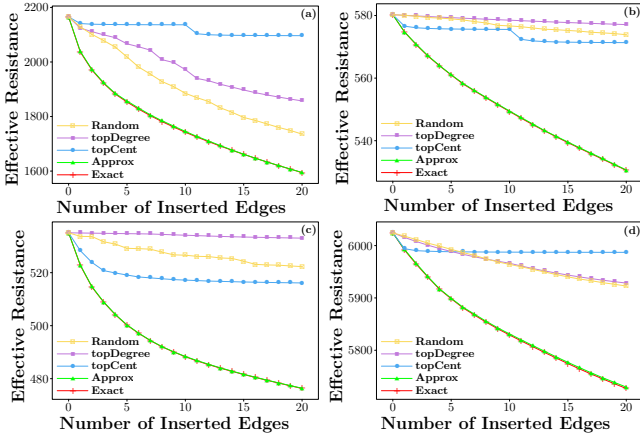 (a)
Effective Resistance
2200
2000
1800
1600
Random
topDegree
topCent
Approx
Exact
0 5 10 15 20
Number of Inserted Edges
(b)
Effective Resistance
580
560
540
Random
topDegree
topCent
Approx
Exact
0 5 10 15 20
Number of Inserted Edges
(c)
Effective Resistance
520
500
480
Random
topDegree
topCent
Approx
Exact
0 5 10 15 20
Number of Inserted Edges
(d)
Effective Resistance
6000
5900
5800
Random
topDegree
topCent
Approx
Exact
0 5 10 15 20
Number of Inserted Edges